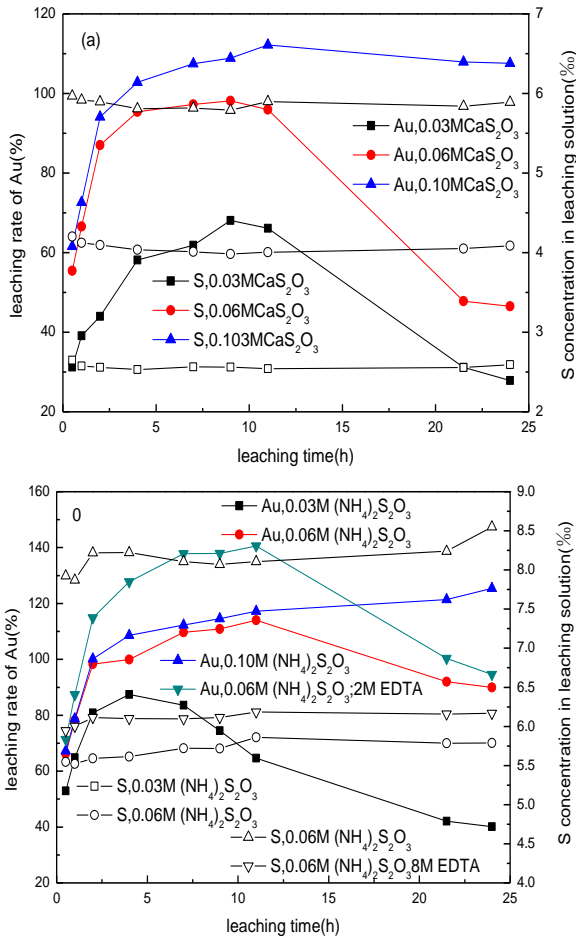 (a)
120
100
80
60
40
20
leaching rate of Au(%)
7
6
5
4
3
2
S concentration in leaching solution(‰)
Au,0.03MCaS2O3
Au,0.06MCaS2O3
Au,0.10MCaS2O3
S,0.03MCaS2O3
S,0.06MCaS2O3
S,0.103MCaS2O3
0 5 10 15 20 25
leaching time(h)
0
160
140
120
100
80
60
40
20
leaching rate of Au(%)
9.0
8.5
8.0
7.5
7.0
6.5
6.0
5.5
5.0
4.5
4.0
S concentration in leaching solution(‰)
Au,0.03M (NH4)2S2O3
Au,0.06M (NH4)2S2O3
Au,0.10M (NH4)2S2O3
Au,0.06M (NH4)2S2O3;2M EDTA
S,0.03M (NH4)2S2O3
S,0.06M (NH4)2S2O3
S,0.06M (NH4)2S2O3
S,0.06M (NH4)2S2O8M EDTA
0 5 10 15 20 25
leaching time(h)